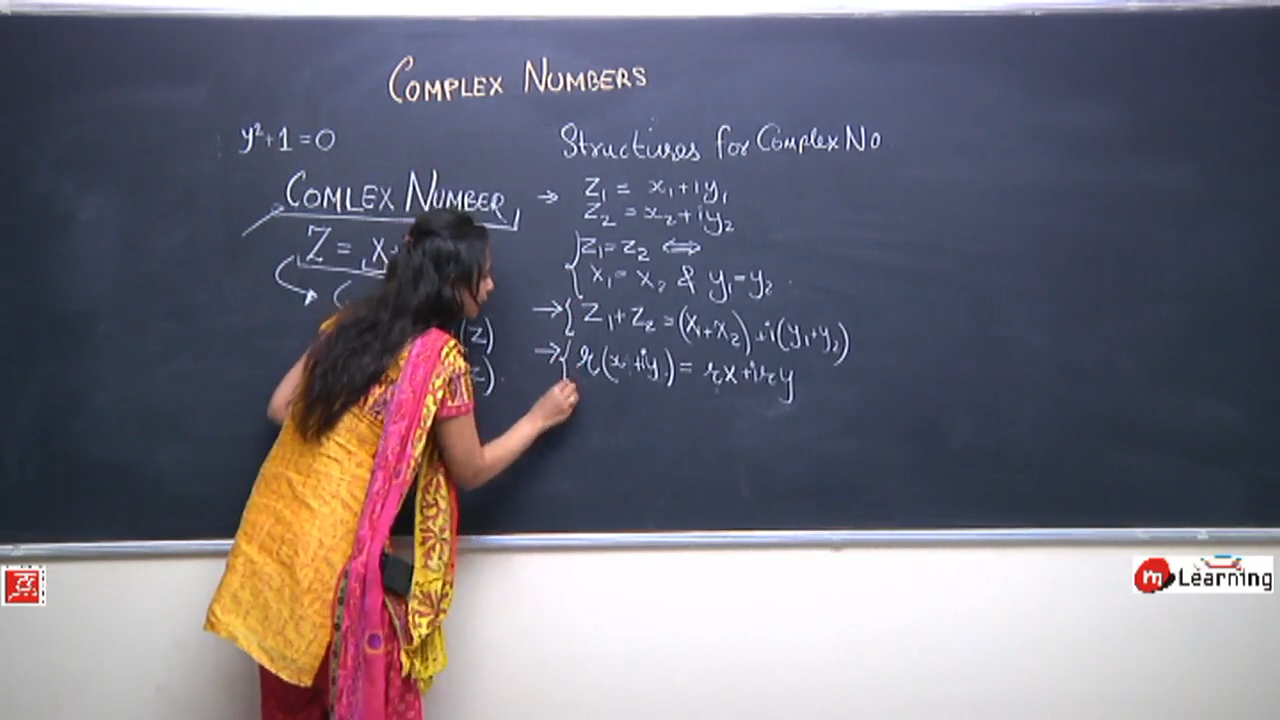 COMPLEX NUMBERS
y²+1=0
COMLEX NUMBER
Z = x
(z)
Structures for Complex No
→ z₁ = x₁+iy₁
z₂ = x₂+iy₂
{z₁=z₂ ⟺
x₁=x₂ & y₁=y₂.
→ {z₁+z₂=(x₁+x₂)+i(y₁+y₂)
→ {r(x+iy)= rx+iry
m Learning